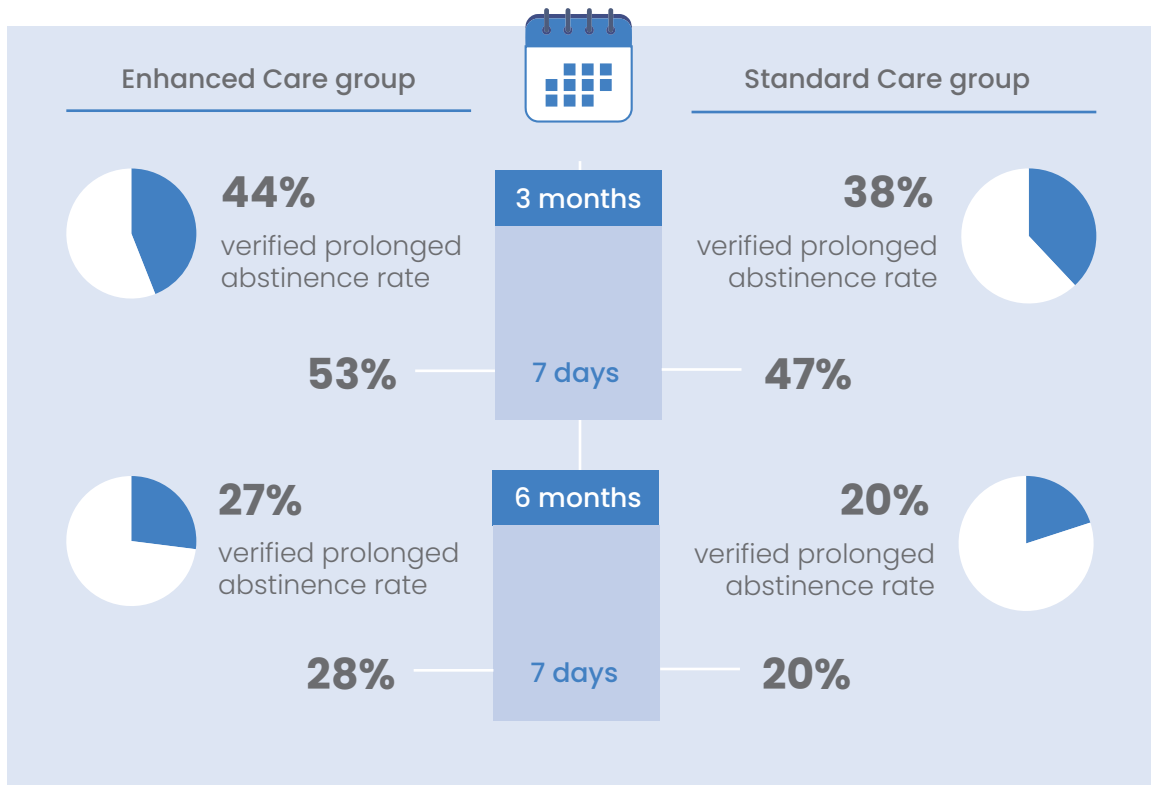 Enhanced Care group
Standard Care group
3 months
44%
verified prolonged
abstinence rate
38%
verified prolonged
abstinence rate
53%
7 days
47%
6 months
27%
verified prolonged
abstinence rate
20%
verified prolonged
abstinence rate
28%
7 days
20%